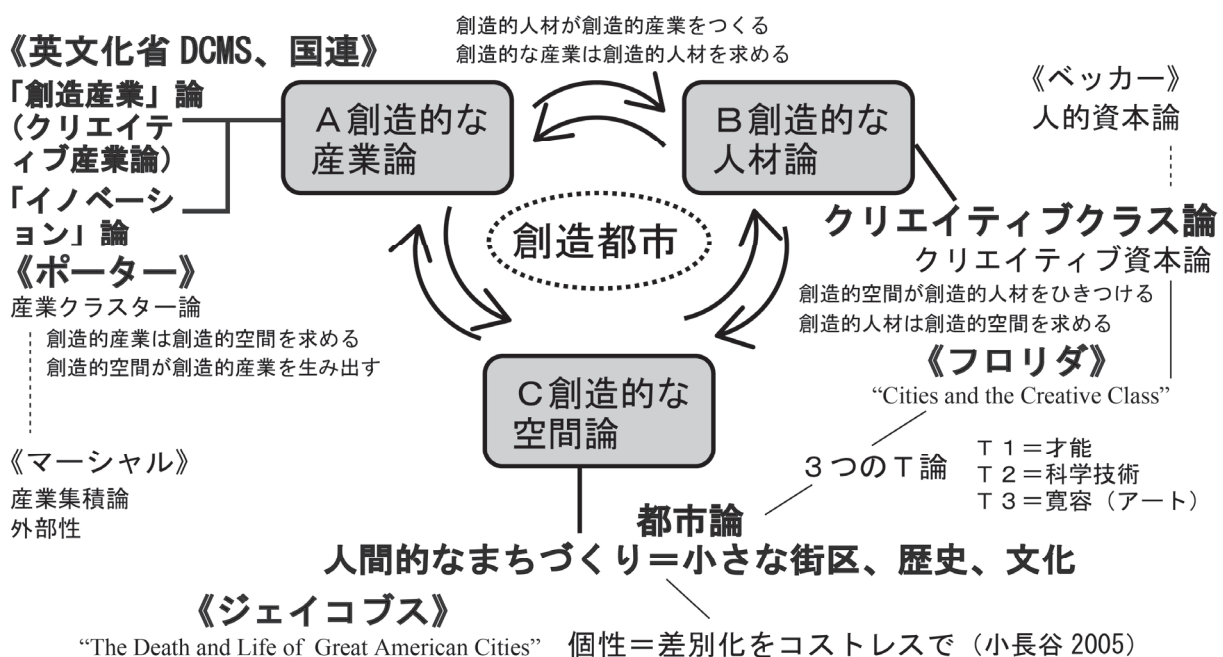 創造的人材が創造的産業をつくる
創造的な産業は創造的人材を求める
《英文化省 DCMS、国連》
「創造産業」論
（クリエイテ
ィブ産業論）
「イノベーシ
ョン」論
《ポーター》
産業クラスター論
A創造的な
産業論
B創造的な
人材論
《ベッカー》
人的資本論
創造都市
クリエイティブクラス論
クリエイティブ資本論
創造的空間が創造的人材をひきつける
創造的人材は創造的空間を求める
創造的産業は創造的空間を求める
創造的空間が創造的産業を生み出す
《フロリダ》
“Cities and the Creative Class”
C創造的な
空間論
《マーシャル》
産業集積論
外部性
3つのT論
T1＝才能
T2＝科学技術
T3＝寛容（アート）
都市論
人間的なまちづくり＝小さな街区、歴史、文化
《ジェイコブス》
“The Death and Life of Great American Cities”
個性＝差別化をコストレスで（小長谷 2005）